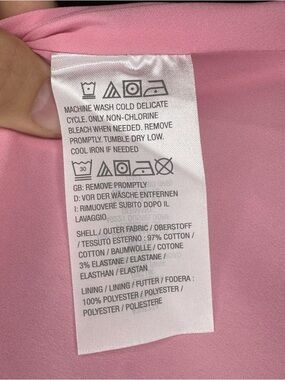 MACHINE WASH COLD DELICATE
CYCLE. ONLY NON-CHLORINE
BLEACH WHEN NEEDED. REMOVE
PROMPTLY. TUMBLE DRY LOW.
COOL IRON IF NEEDED
30
GB: REMOVE PROMPTLY
D: VOR DER WÄSCHE ENTFERNEN
I: RIMUOVERE SUBITO DOPO IL
LAVAGGIO
SHELL / OUTER FABRIC / OBERSTOFF
/ TESSUTO ESTERNO : 97% COTTON /
COTTON / BAUMWOLLE / COTONE
3% ELASTANE / ELASTANE /
ELASTHAN / ELASTAN
LINING / LINING / FUTTER / FODERA :
100% POLYESTER / POLYESTER /
POLYESTER / POLIESTERE